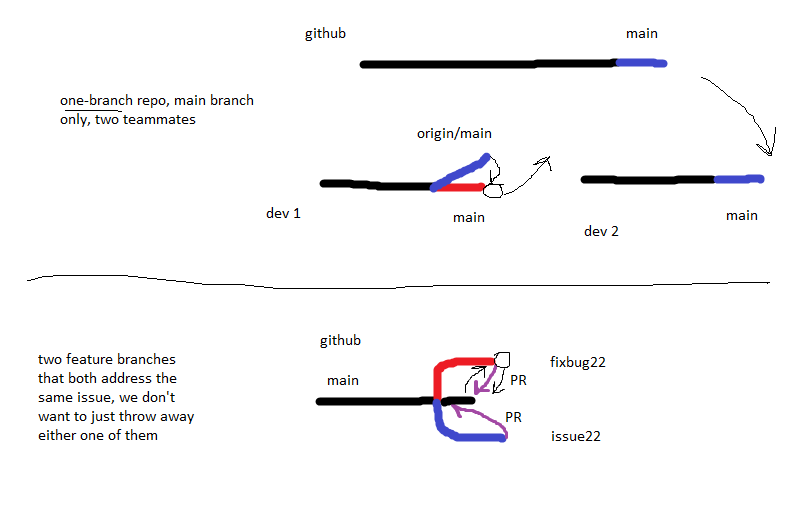 github
main
one-branch repo, main branch
only, two teammates
origin/main
dev 1
main
main
dev 2
github
two feature branches
that both address the
same issue, we don't
want to just throw away
either one of them
main
fixbug22
PR
PR
issue22